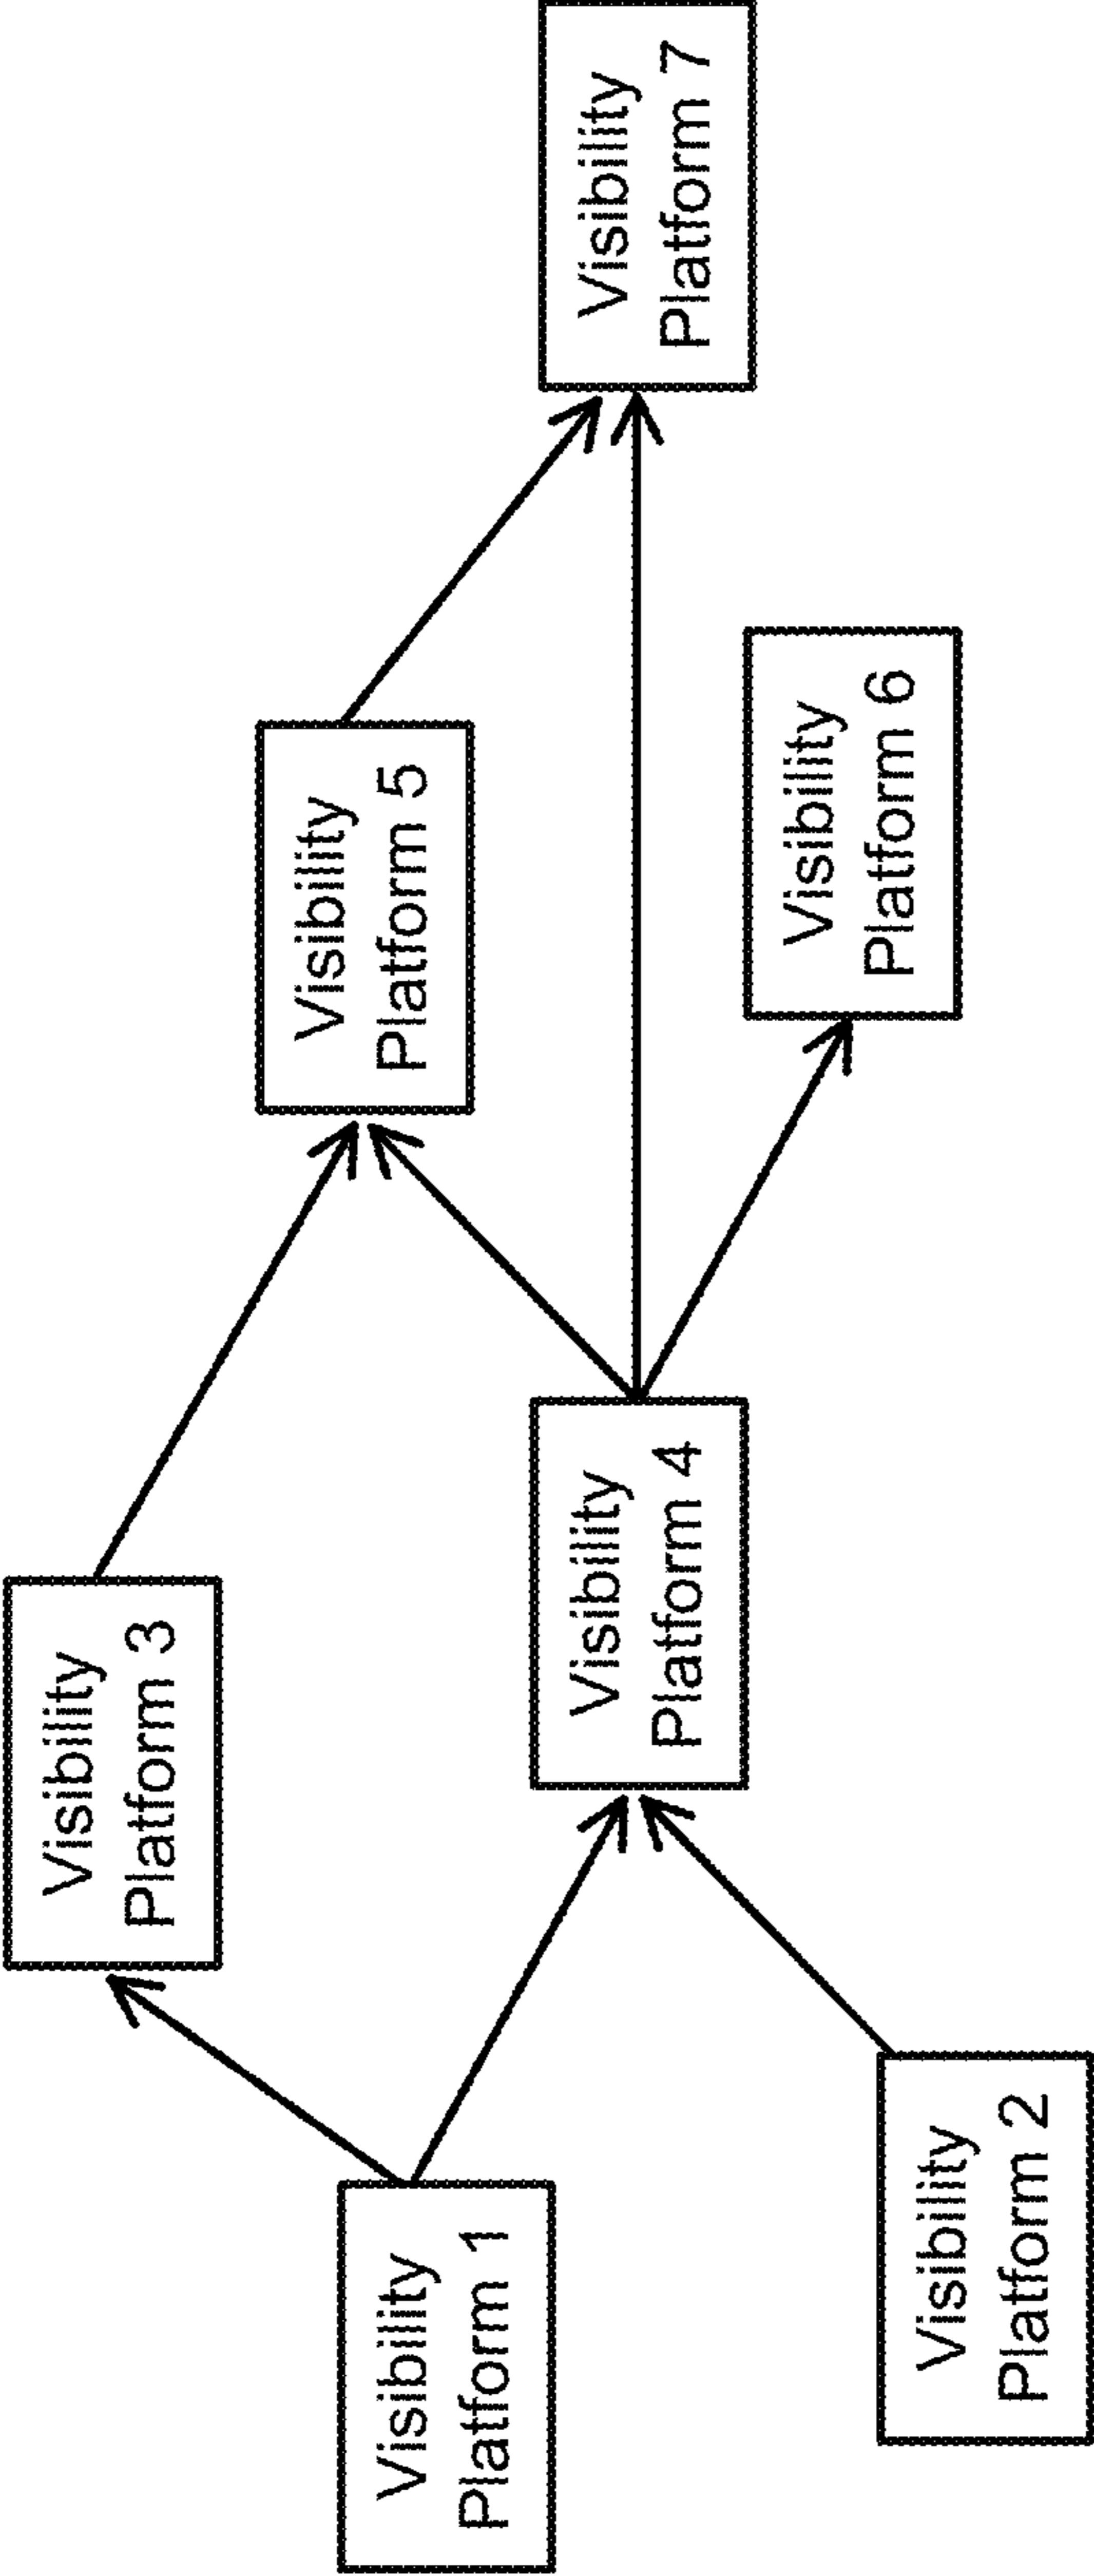 Visibility
Platform 1
Visibility
Platform 2
Visibility
Platform 3
Visibility
Platform 4
Visibility
Platform 5
Visibility
Platform 6
Visibility
Platform 7